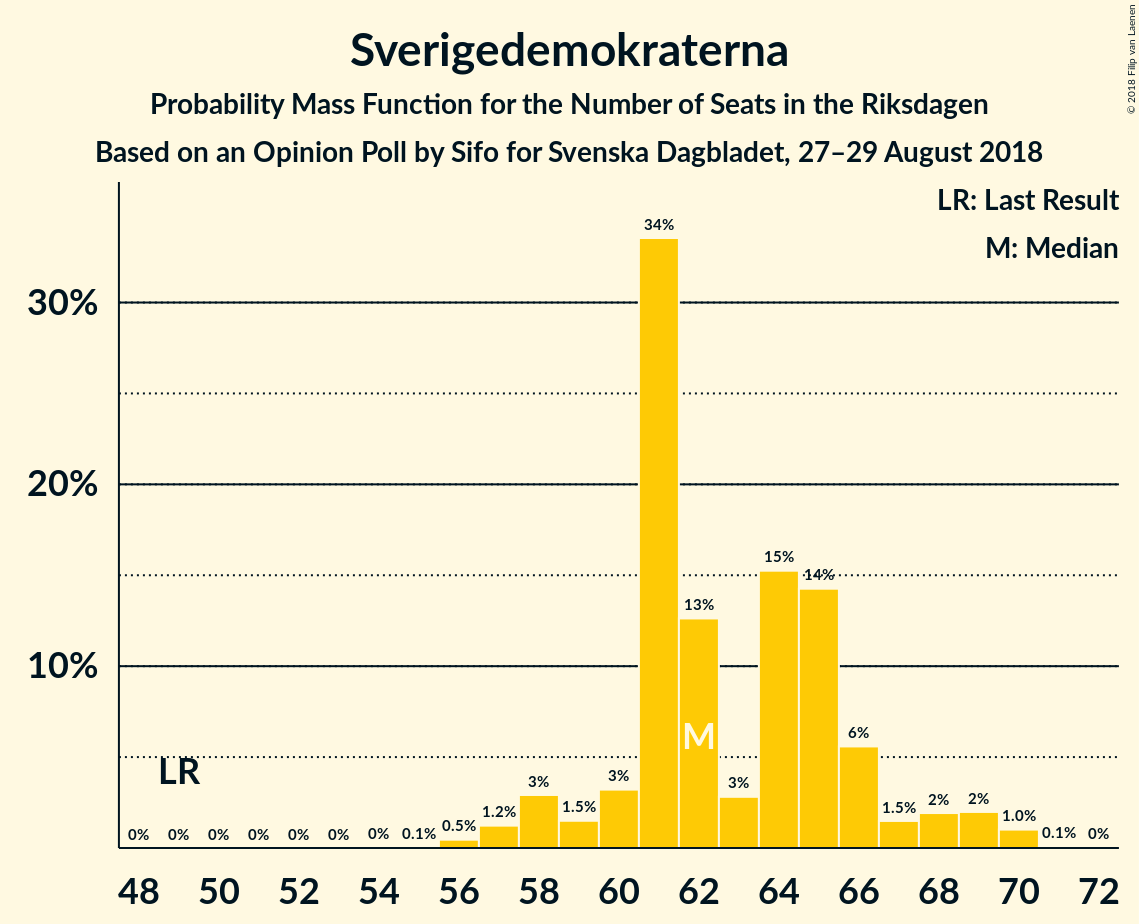 Sverigedemokraterna
Probability Mass Function for the Number of Seats in the Riksdagen
Based on an Opinion Poll by Sifo for Svenska Dagbladet, 27–29 August 2018
© 2018 Filip van Laenen
LR: Last Result
M: Median
30%
20%
10%
34%
15%
14%
13%
M
LR
6%
0% 0% 0% 0% 0% 0% 0% 0.1% 0.5% 1.2% 3% 1.5% 3% 3% 1.5% 2% 2% 1.0% 0.1% 0%
48 50 52 54 56 58 60 62 64 66 68 70 72